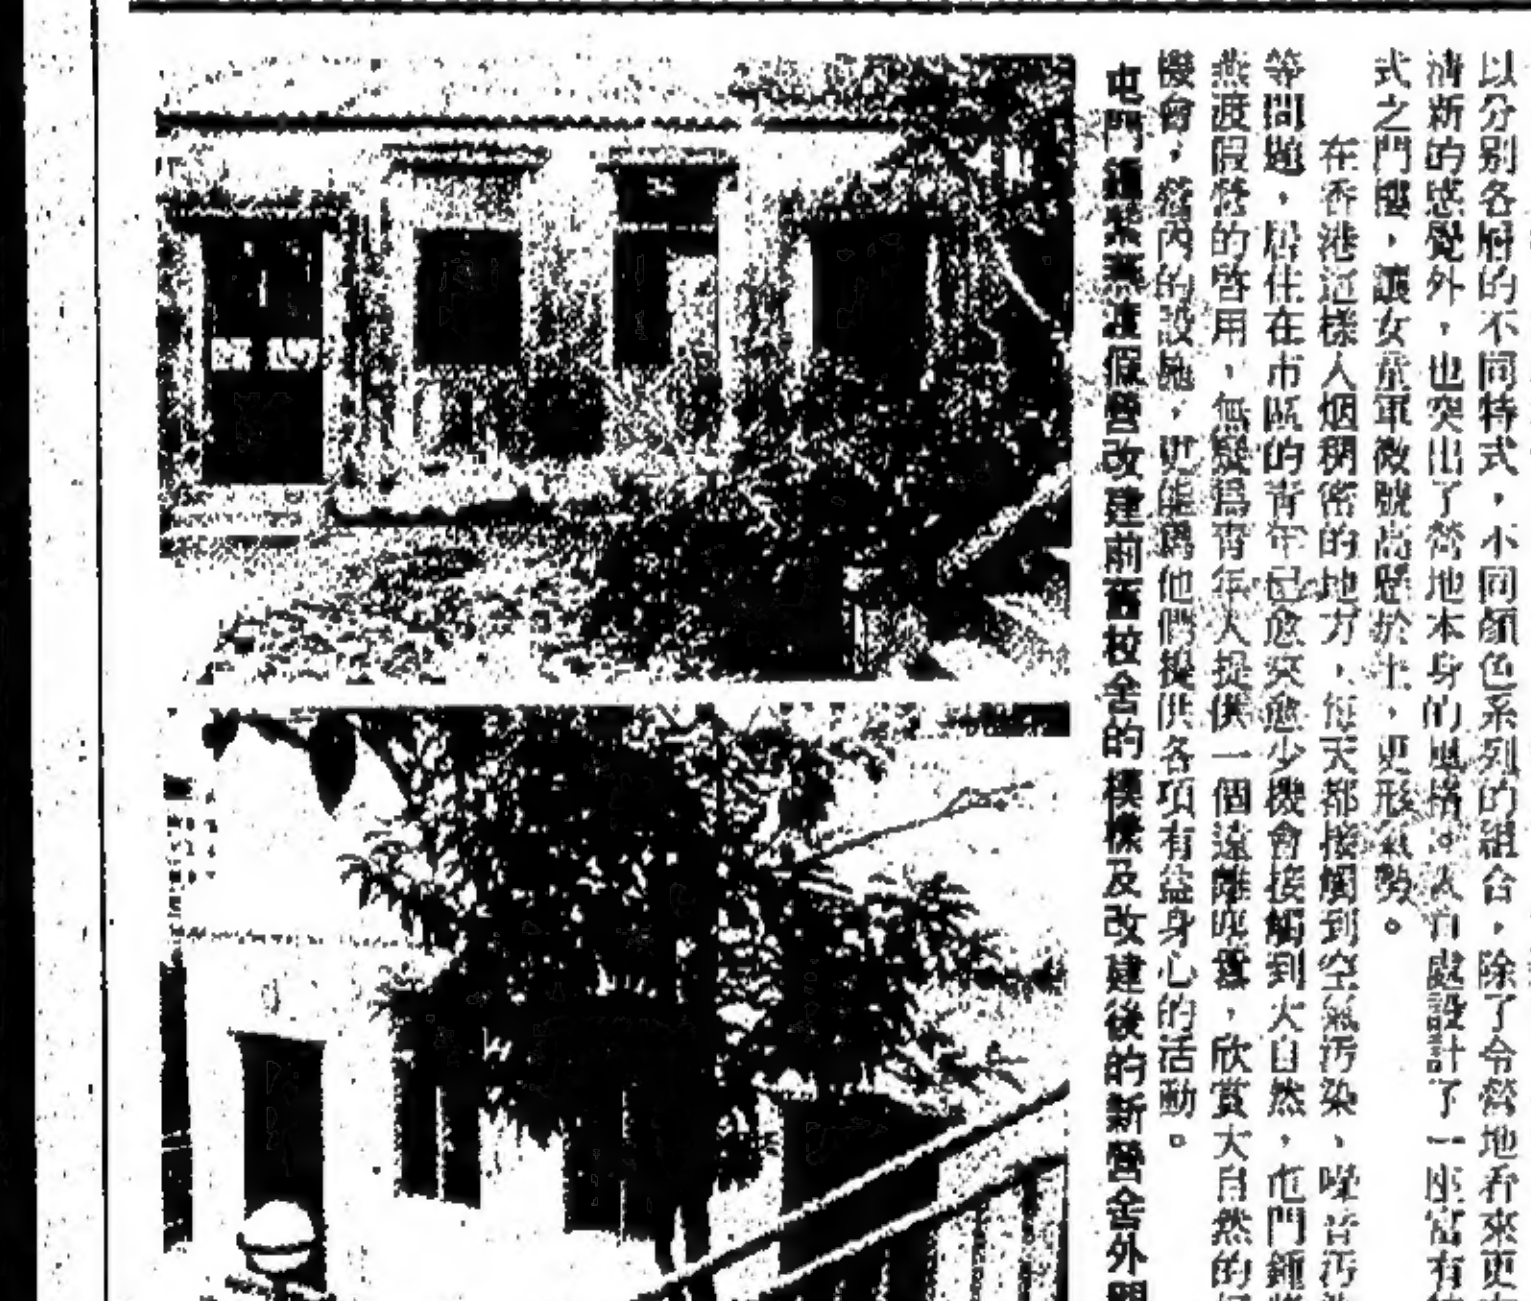 以分別各層的不同特式，不同顏色系列的組合，除了令營地看來更
清新的感覺外，也突出了營地本身的風格。入口處設計了一座富有
式之門樓，讓女童軍徽號高懸於上，更形氣勢。
在香港這樣人烟稠密的地方，每天都接觸到空氣污染、噪音污
等問題，居住在市區的青年已愈來愈少機會接觸到大自然，屯門鍾
燕渡假營的啓用，無疑爲青年人提供一個遠離喧囂，欣賞大自然的
機會，營內的設施，更能爲他們提供各項有益身心的活動。
屯門鍾紫燕渡假營改建前舊校舍的模樣及改建後的新營舍外